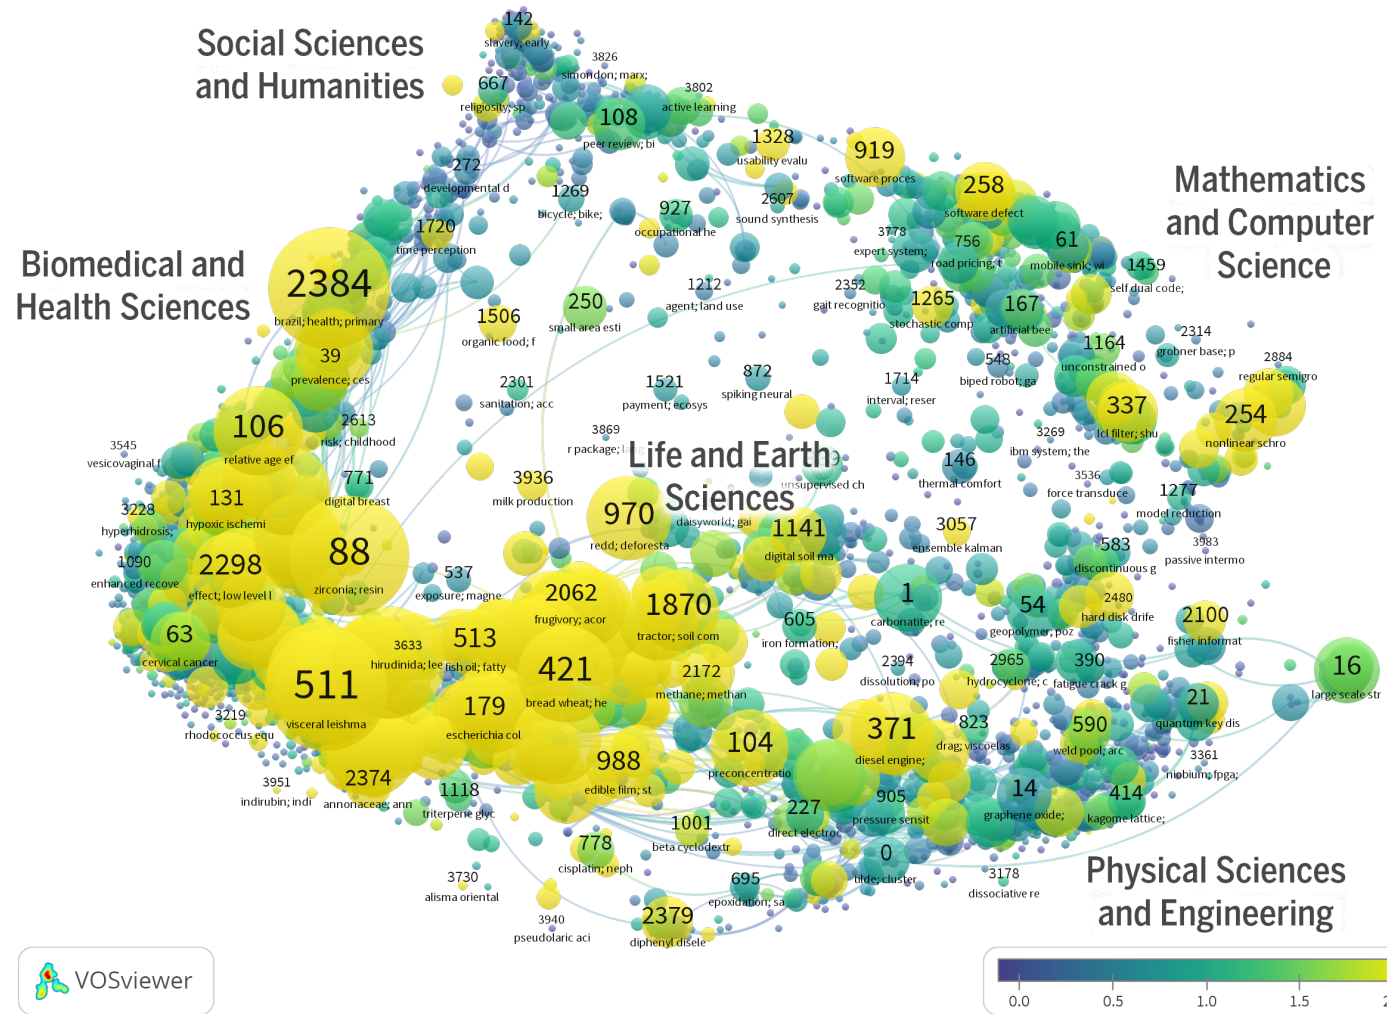 142
slavery; early
Social Sciences
and Humanities
3826
simondon; marx;
667
religiosity; sp
3802
active learning
108
peer review; bi
1328
usability evalu
919
software proces
272
developmental d
258
software defect
Mathematics
and Computer
Science
1269
bicycle; bike;
2607
sound synthesis
927
occupational he
1720
time perception
3778
expert system;
756
road pricing; t
61
mobile sink; wi
Biomedical and
Health Sciences
2384
brazil; health; primary
1459
self dual code;
250
small area esti
1212
agent; land use
2352
gait recognitio
1265
stochastic comp
167
artificial bee
1506
organic food; f
39
prevalence; ces
1164
unconstrained o
2314
grobner base; p
548
biped robot; ga
2884
regular semigro
2301
sanitation; acc
1521
payment; ecosys
872
spiking neural
1714
interval; reser
106
relative age ef
2613
risk; childhood
337
lcl filter; shu
254
nonlinear schro
3869
r package;
3269
ibm system; the
3545
vesicovaginal f
Life and Earth
Sciences
unsupervised ch
146
thermal comfort
771
digital breast
3936
milk production
3536
force transduce
1277
model reduction
131
hypoxic ischemi
3228
hyperhidrosis;
970
redd; deforesta
daisyworld; gai
1141
digital soil ma
3057
ensemble kalman
583
discontinuous g
3983
passive intermo
1090
enhanced recove
2298
effect; low level l
88
zirconia; resin
537
exposure; magne
2062
frugivory; acor
1870
tractor; soil com
1
carbonatite; re
54
geopolymer; poz
2480
hard disk drife
2100
fisher informat
63
cervical cancer
3633
hirudinida; lee
513
fish oil; fatty
605
iron formation;
421
bread wheat; he
2172
methane; methan
2394
dissolution; po
2965
hydrocyclone; c
390
fatigue crack g
16
large scale str
511
visceral leishma
179
escherichia col
3219
rhodococcus equ
104
preconcentratio
371
diesel engine;
823
drag; viscoelas
590
weld pool; arc
21
quantum key dis
3361
niobium; fpga;
3951
indirubin; indi
2374
annonaceae; ann
1118
triterpene glyc
988
edible film; st
227
direct electroc
905
pressure sensit
14
graphene oxide;
414
kagome lattice;
1001
beta cyclodextr
778
cisplatin; neph
0
tilde; cluster
3730
alisma oriental
695
epoxidation; sa
3178
dissociative re
Physical Sciences
and Engineering
3940
pseudolaric aci
2379
diphenyl disele
VOSviewer
0.0 0.5 1.0 1.5